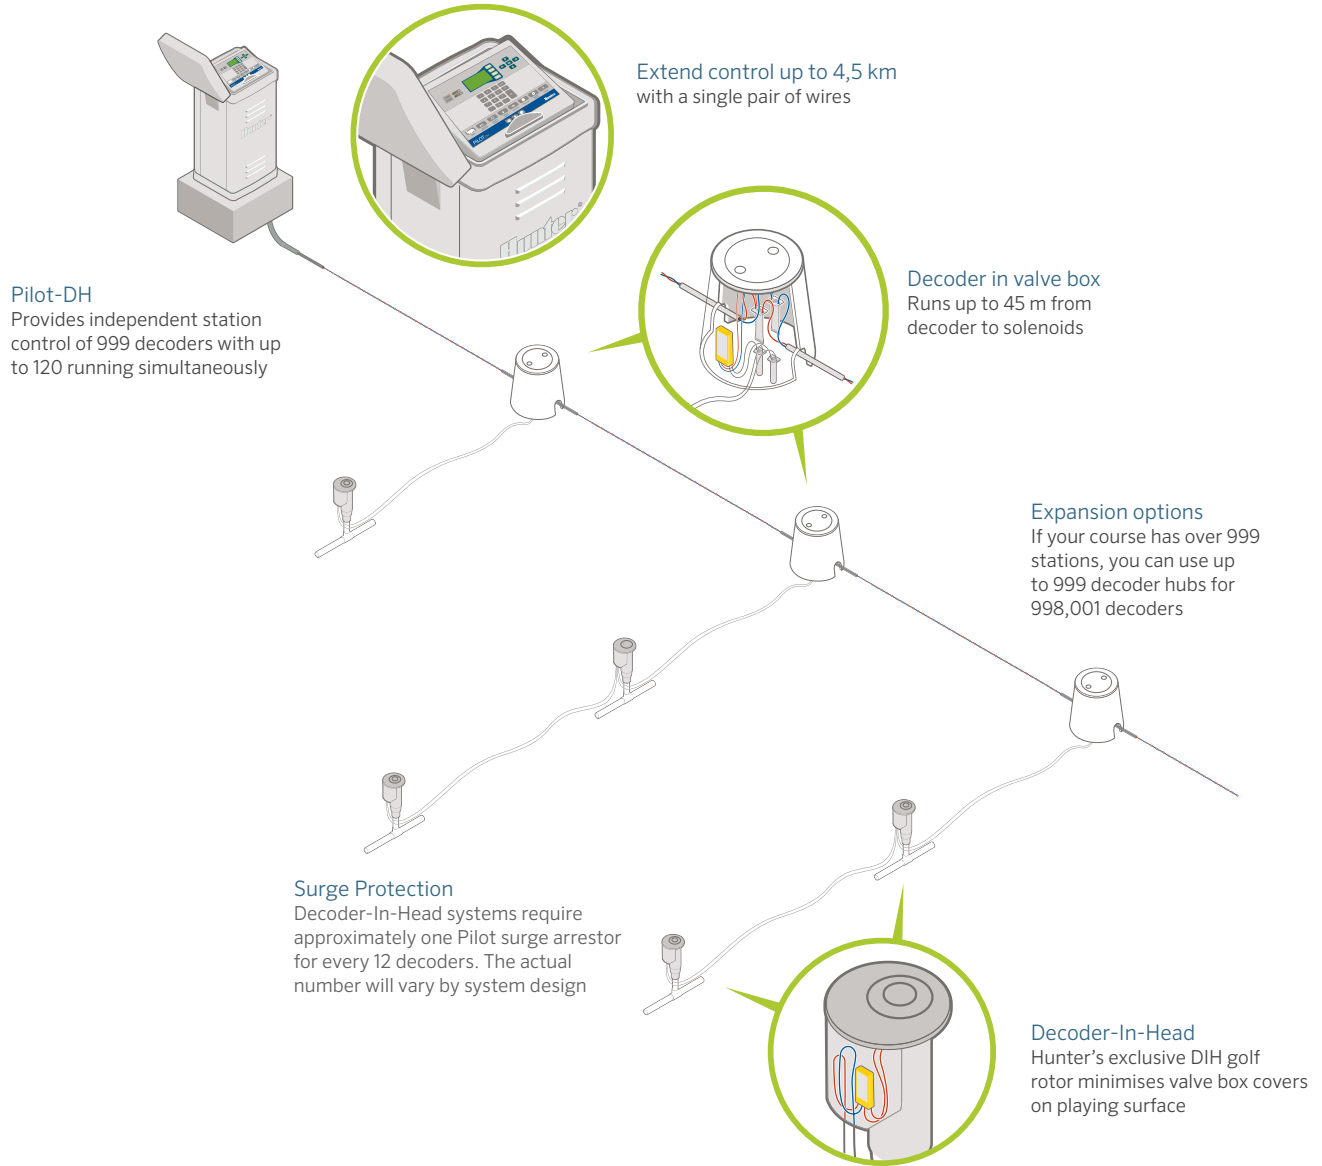 Extend control up to 4,5 km
with a single pair of wires
PILOT
Hunter
Decoder in valve box
Runs up to 45 m from
decoder to solenoids
Pilot-DH
Provides independent station
control of 999 decoders with up
to 120 running simultaneously
Expansion options
If your course has over 999
stations, you can use up
to 999 decoder hubs for
998,001 decoders
Surge Protection
Decoder-In-Head systems require
approximately one Pilot surge arrestor
for every 12 decoders. The actual
number will vary by system design
Decoder-In-Head
Hunter’s exclusive DIH golf
rotor minimises valve box covers
on playing surface